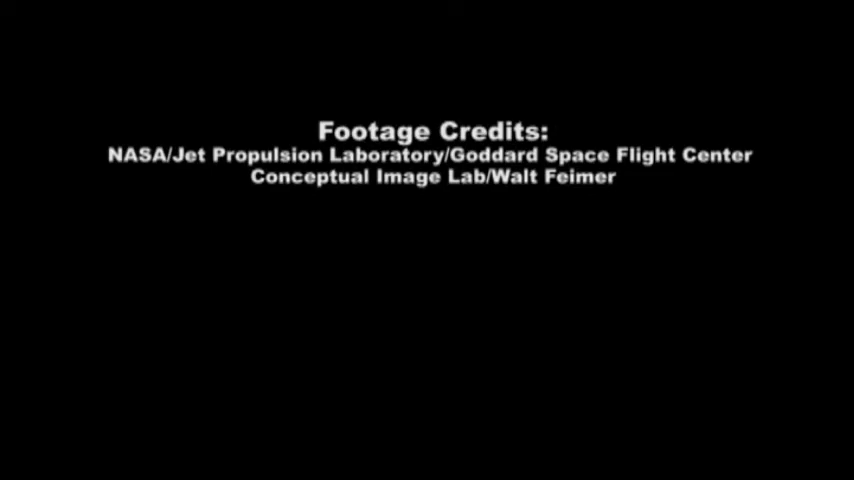 Footage Credits:
NASA/Jet Propulsion Laboratory/Goddard Space Flight Center
Conceptual Image Lab/Walt Feimer